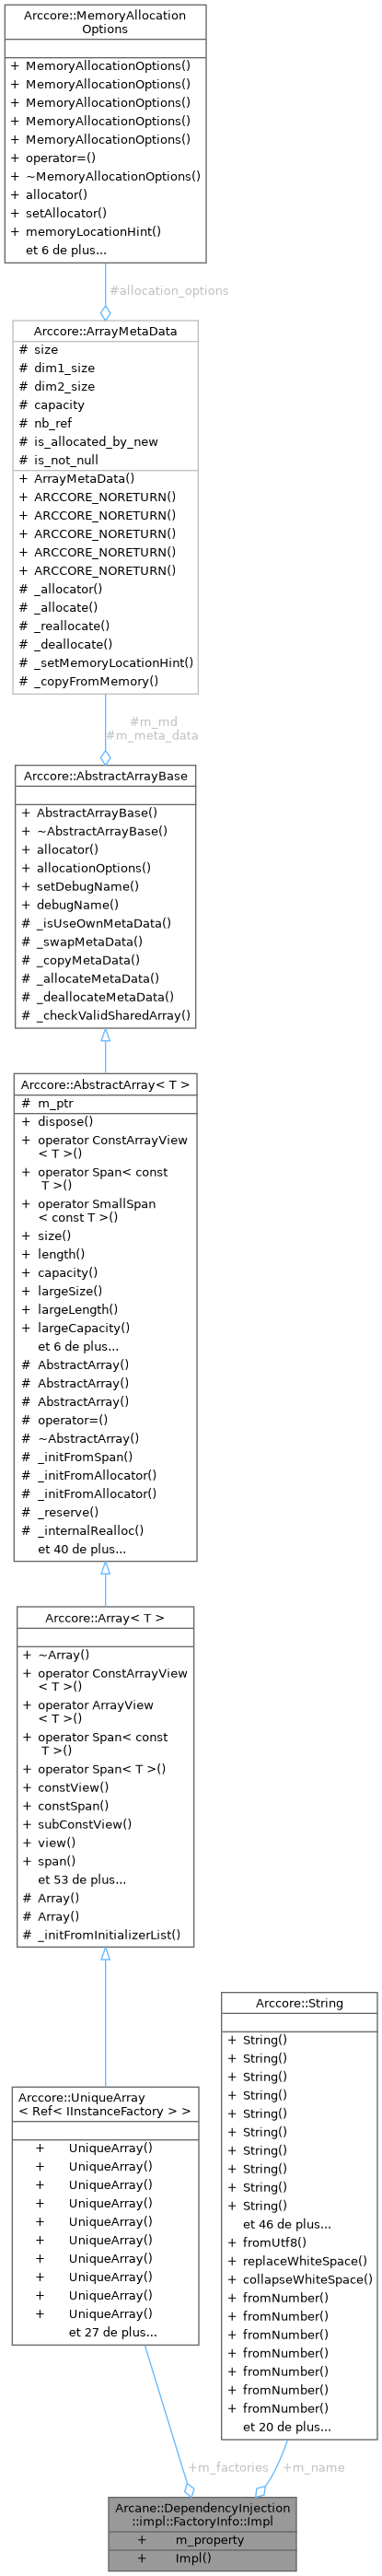 Arccore::MemoryAllocation
Options
+ MemoryAllocationOptions()
+ MemoryAllocationOptions()
+ MemoryAllocationOptions()
+ MemoryAllocationOptions()
+ MemoryAllocationOptions()
+ operator=()
+ ~MemoryAllocationOptions()
+ allocator()
+ setAllocator()
+ memoryLocationHint()
et 6 de plus...
#allocation_options
Arccore::ArrayMetaData
# size
# dim1_size
# dim2_size
# capacity
# nb_ref
# is_allocated_by_new
# is_not_null
+ ArrayMetaData()
+ ARCCORE_NORETURN()
+ ARCCORE_NORETURN()
+ ARCCORE_NORETURN()
+ ARCCORE_NORETURN()
+ ARCCORE_NORETURN()
# _allocator()
# _allocate()
# _reallocate()
# _deallocate()
# _setMemoryLocationHint()
# _copyFromMemory()
#m_md
#m_meta_data
Arccore::AbstractArrayBase
+ AbstractArrayBase()
+ ~AbstractArrayBase()
+ allocator()
+ allocationOptions()
+ setDebugName()
+ debugName()
# _isUseOwnMetaData()
# _swapMetaData()
# _copyMetaData()
# _allocateMetaData()
# _deallocateMetaData()
# _checkValidSharedArray()
Arccore::AbstractArray< T >
# m_ptr
+ dispose()
+ operator ConstArrayView
< T >()
+ operator Span< const
T >()
+ operator SmallSpan
< const T >()
+ size()
+ length()
+ capacity()
+ largeSize()
+ largeLength()
+ largeCapacity()
et 6 de plus...
# AbstractArray()
# AbstractArray()
# AbstractArray()
# operator=()
# ~AbstractArray()
# _initFromSpan()
# _initFromAllocator()
# _initFromAllocator()
# _reserve()
# _internalRealloc()
et 40 de plus...
Arccore::Array< T >
+ ~Array()
+ operator ConstArrayView
< T >()
+ operator ArrayView
< T >()
+ operator Span< const
T >()
+ operator Span< T >()
+ constView()
+ constSpan()
+ subConstView()
+ view()
+ span()
et 53 de plus...
# Array()
# Array()
# _initFromInitializerList()
Arccore::UniqueArray
< Ref< IInstanceFactory > >
+ UniqueArray()
+ UniqueArray()
+ UniqueArray()
+ UniqueArray()
+ UniqueArray()
+ UniqueArray()
+ UniqueArray()
+ UniqueArray()
+ UniqueArray()
+ UniqueArray()
et 27 de plus...
Arccore::String
+ String()
+ String()
+ String()
+ String()
+ String()
+ String()
+ String()
+ String()
+ String()
+ String()
et 46 de plus...
+ fromUtf8()
+ replaceWhiteSpace()
+ collapseWhiteSpace()
+ fromNumber()
+ fromNumber()
+ fromNumber()
+ fromNumber()
+ fromNumber()
+ fromNumber()
+ fromNumber()
et 20 de plus...
+m_factories
+m_name
Arcane::DependencyInjection
::impl::FactoryInfo::Impl
+ m_property
+ Impl()